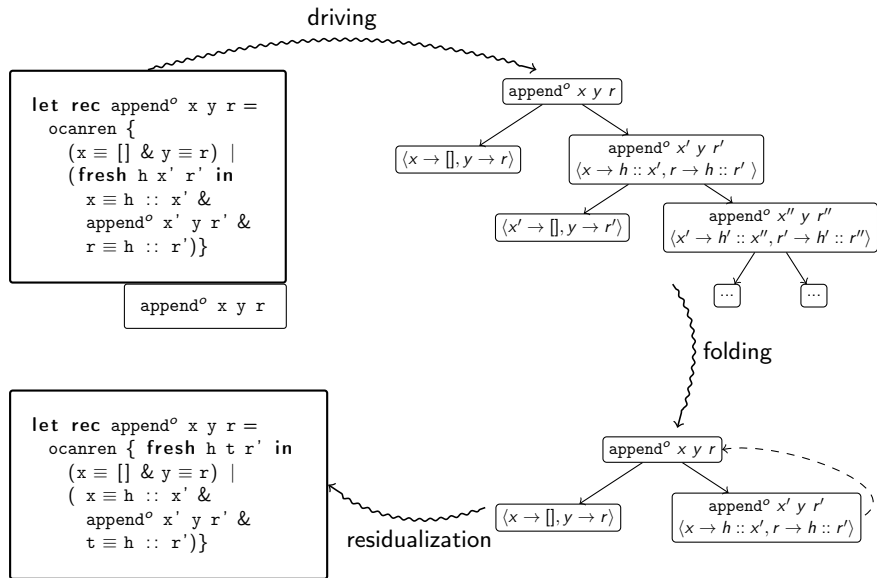 driving
let rec appendᵒ x y r =
ocanren {
(x ≡ [] & y ≡ r) |
(fresh h x' r' in
x ≡ h :: x' &
appendᵒ x' y r' &
r ≡ h :: r')}
appendᵒ x y r
appendᵒ x y r
⟨x → [], y → r⟩
appendᵒ x′ y r′
⟨x → h :: x′, r → h :: r′ ⟩
⟨x′ → [], y → r′⟩
appendᵒ x″ y r″
⟨x′ → h′ :: x″, r′ → h′ :: r″⟩
...
...
folding
appendᵒ x y r
⟨x → [], y → r⟩
appendᵒ x′ y r′
⟨x → h :: x′, r → h :: r′⟩
residualization
let rec appendᵒ x y r =
ocanren { fresh h t r' in
(x ≡ [] & y ≡ r) |
( x ≡ h :: x' &
appendᵒ x' y r' &
t ≡ h :: r')}